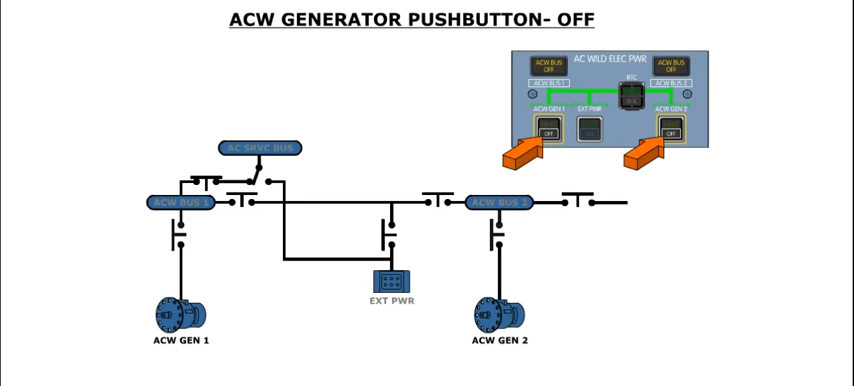 ACW GENERATOR PUSHBUTTON- OFF
AC WILD ELEC PWR
ACW BUS
OFF
ACW BUS
OFF
ACW BUS 1
BTC
ACW BUS 2
ACW GEN 1
EXT PWR
ACW GEN 2
OFF
OFF
AC SRVC BUS
ACW BUS 1
ACW BUS 2
EXT PWR
ACW GEN 1
ACW GEN 2